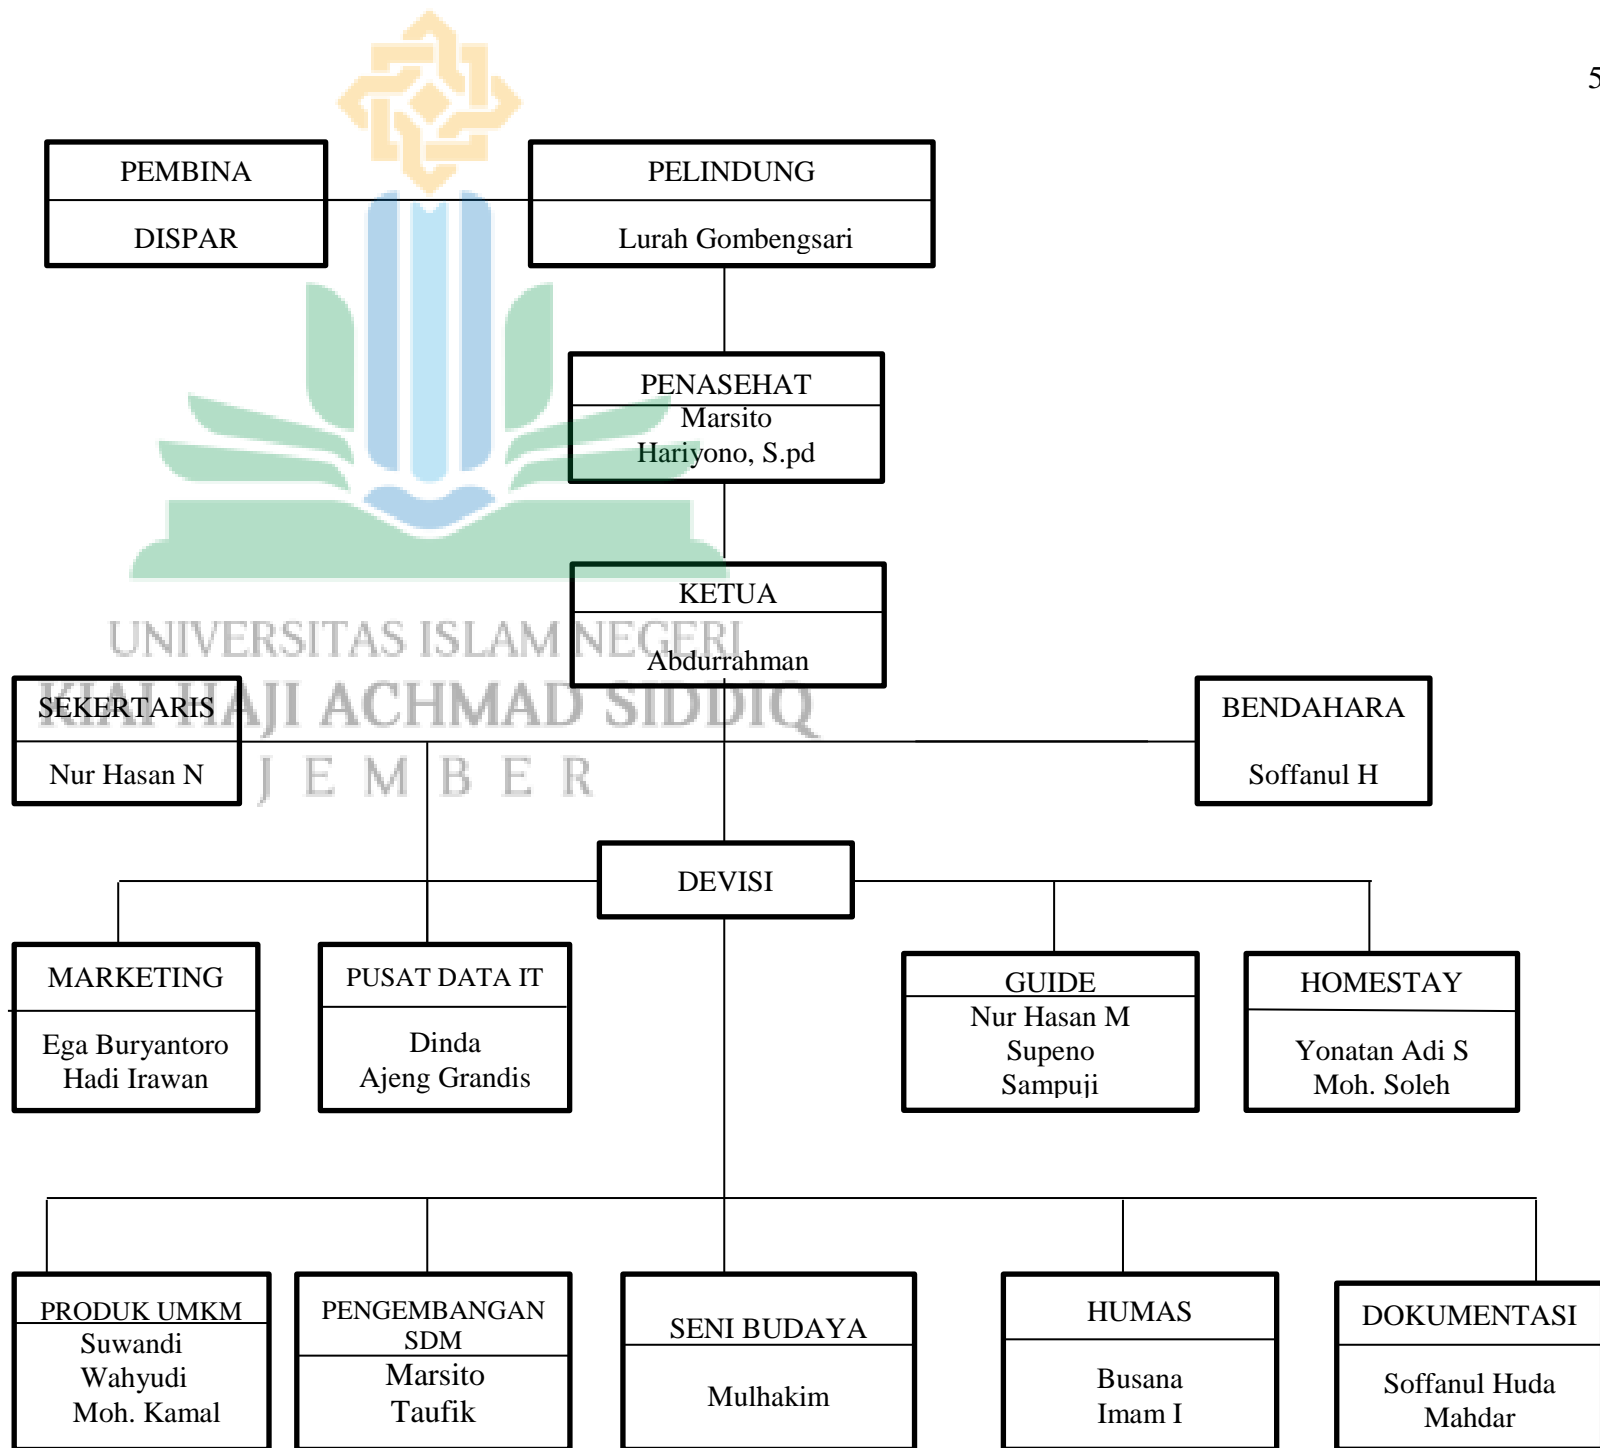 5
PEMBINA
DISPAR
PELINDUNG
Lurah Gombengsari
PENASEHAT
Marsito
Hariyono, S.pd
KETUA
Abdurrahman
UNIVERSITAS ISLAM NEGERI
KIAI HAJI ACHMAD SIDDIQ
J E M B E R
SEKERTARIS
Nur Hasan N
BENDAHARA
Soffanul H
DEVISI
MARKETING
Ega Buryantoro
Hadi Irawan
PUSAT DATA IT
Dinda
Ajeng Grandis
GUIDE
Nur Hasan M
Supeno
Sampuji
HOMESTAY
Yonatan Adi S
Moh. Soleh
PRODUK UMKM
Suwandi
Wahyudi
Moh. Kamal
PENGEMBANGAN
SDM
Marsito
Taufik
SENI BUDAYA
Mulhakim
HUMAS
Busana
Imam I
DOKUMENTASI
Soffanul Huda
Mahdar